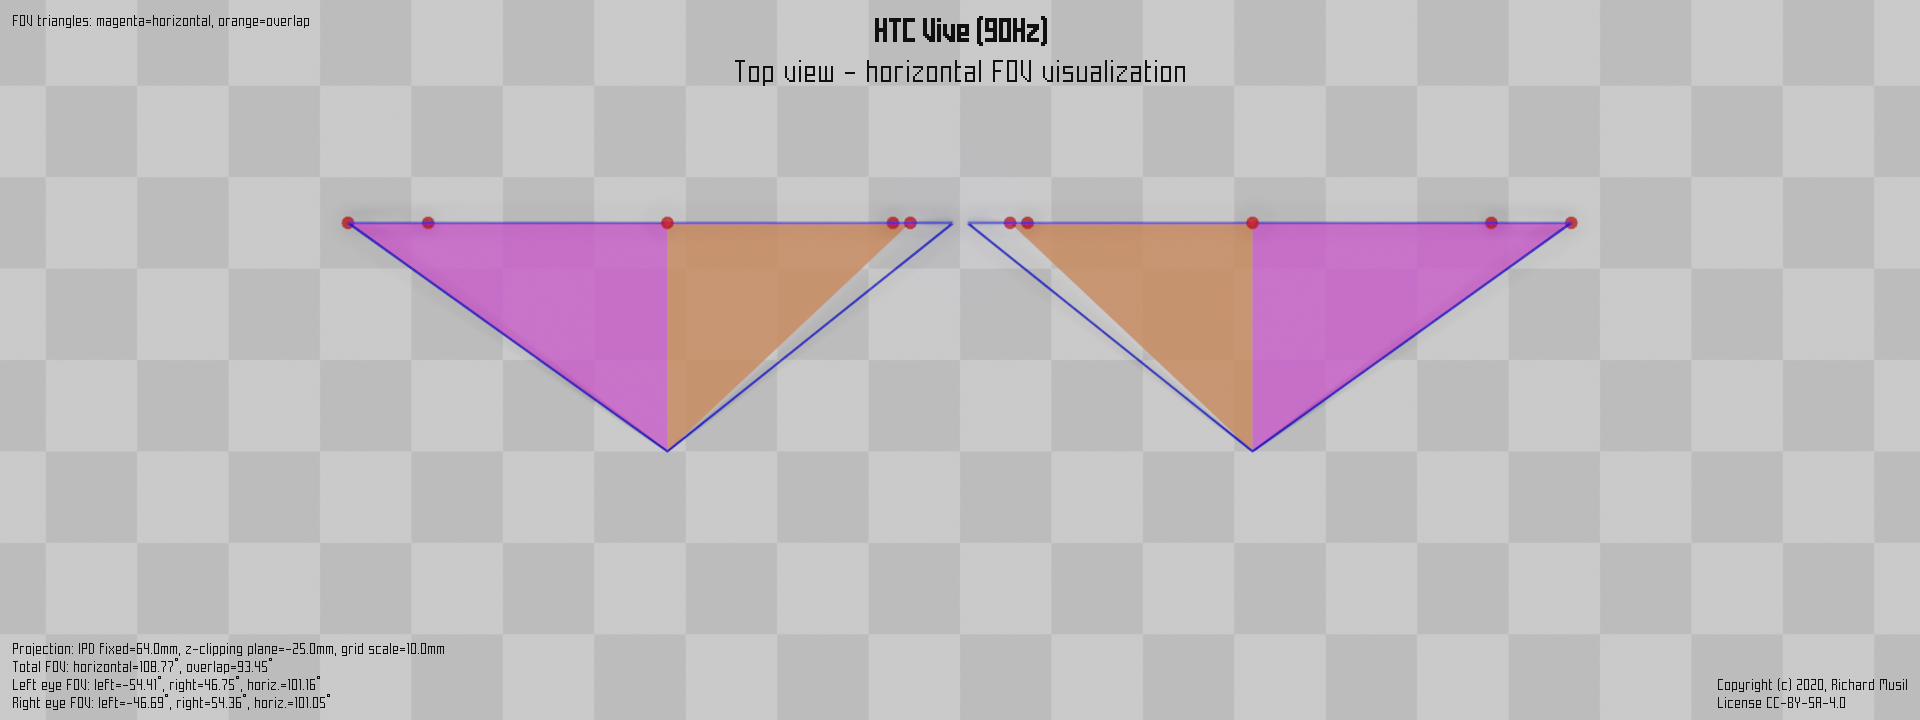 FOV triangles: magenta=horizontal, orange=overlap
HTC Vive (90Hz)
Top view - horizontal FOV visualization
Projection: IPD fixed=64.0mm, z-clipping plane=-25.0mm, grid scale=10.0mm
Total FOV: horizontal=108.77°, overlap=93.45°
Left eye FOV: left=-54.41°, right=46.75°, horiz.=101.16°
Right eye FOV: left=-46.69°, right=54.36°, horiz.=101.05°
Copyright (c) 2020, Richard Musil
License CC-BY-SA-4.0